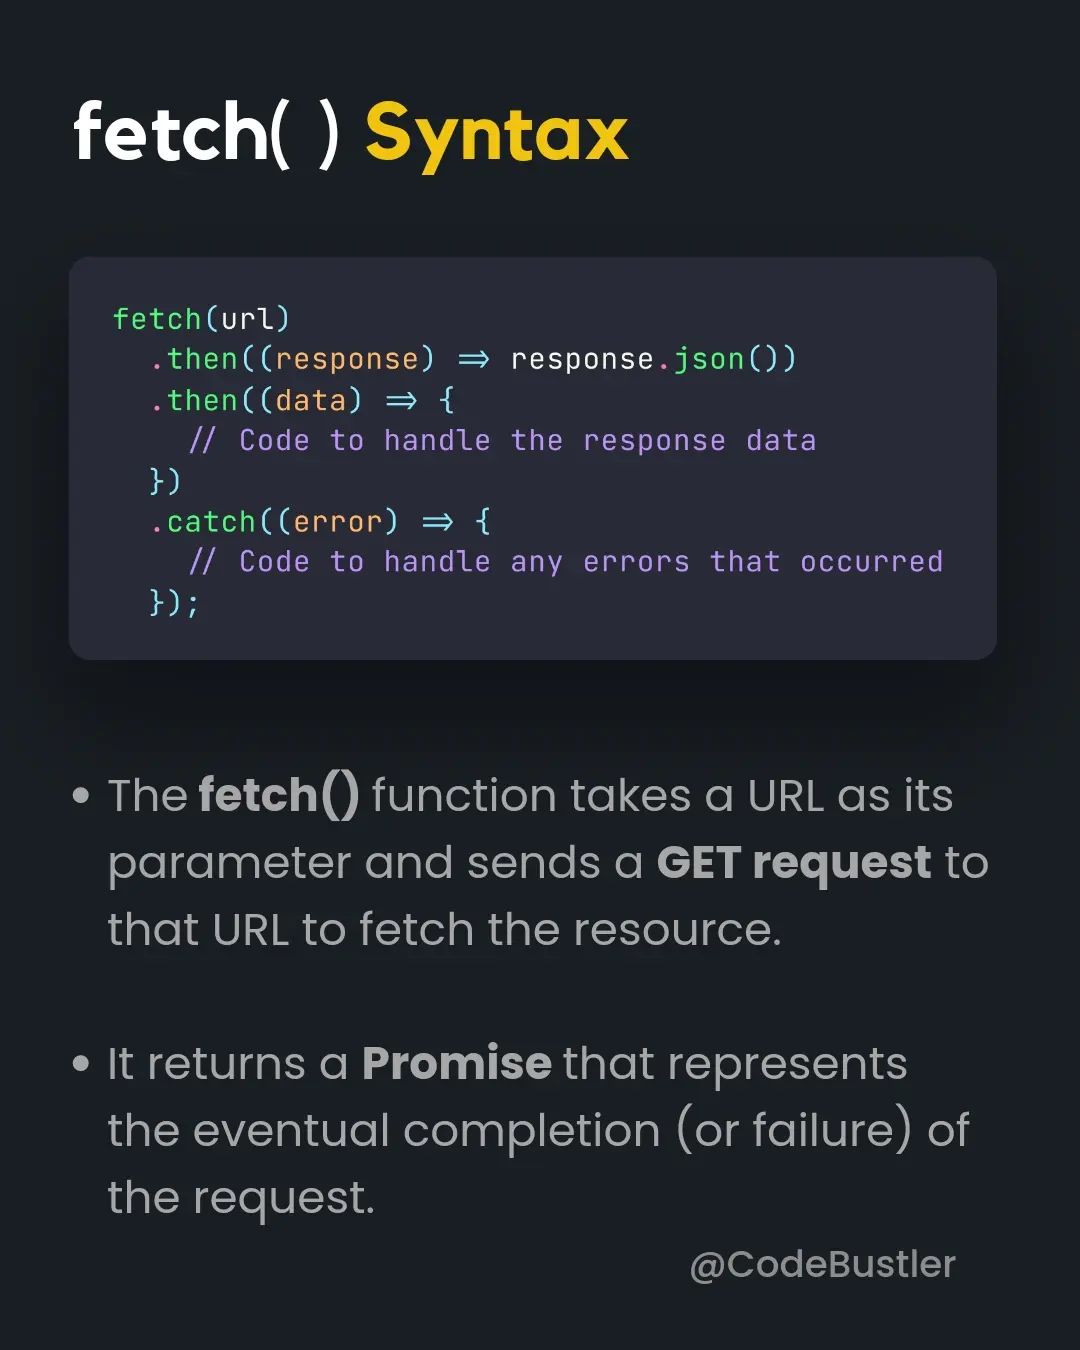 fetch( ) Syntax
fetch(url)
  .then((response) => response.json())
  .then((data) => {
    // Code to handle the response data
  })
  .catch((error) => {
    // Code to handle any errors that occurred
  });
• The fetch() function takes a URL as its
parameter and sends a GET request to
that URL to fetch the resource.
• It returns a Promise that represents
the eventual completion (or failure) of
the request.
@CodeBustler